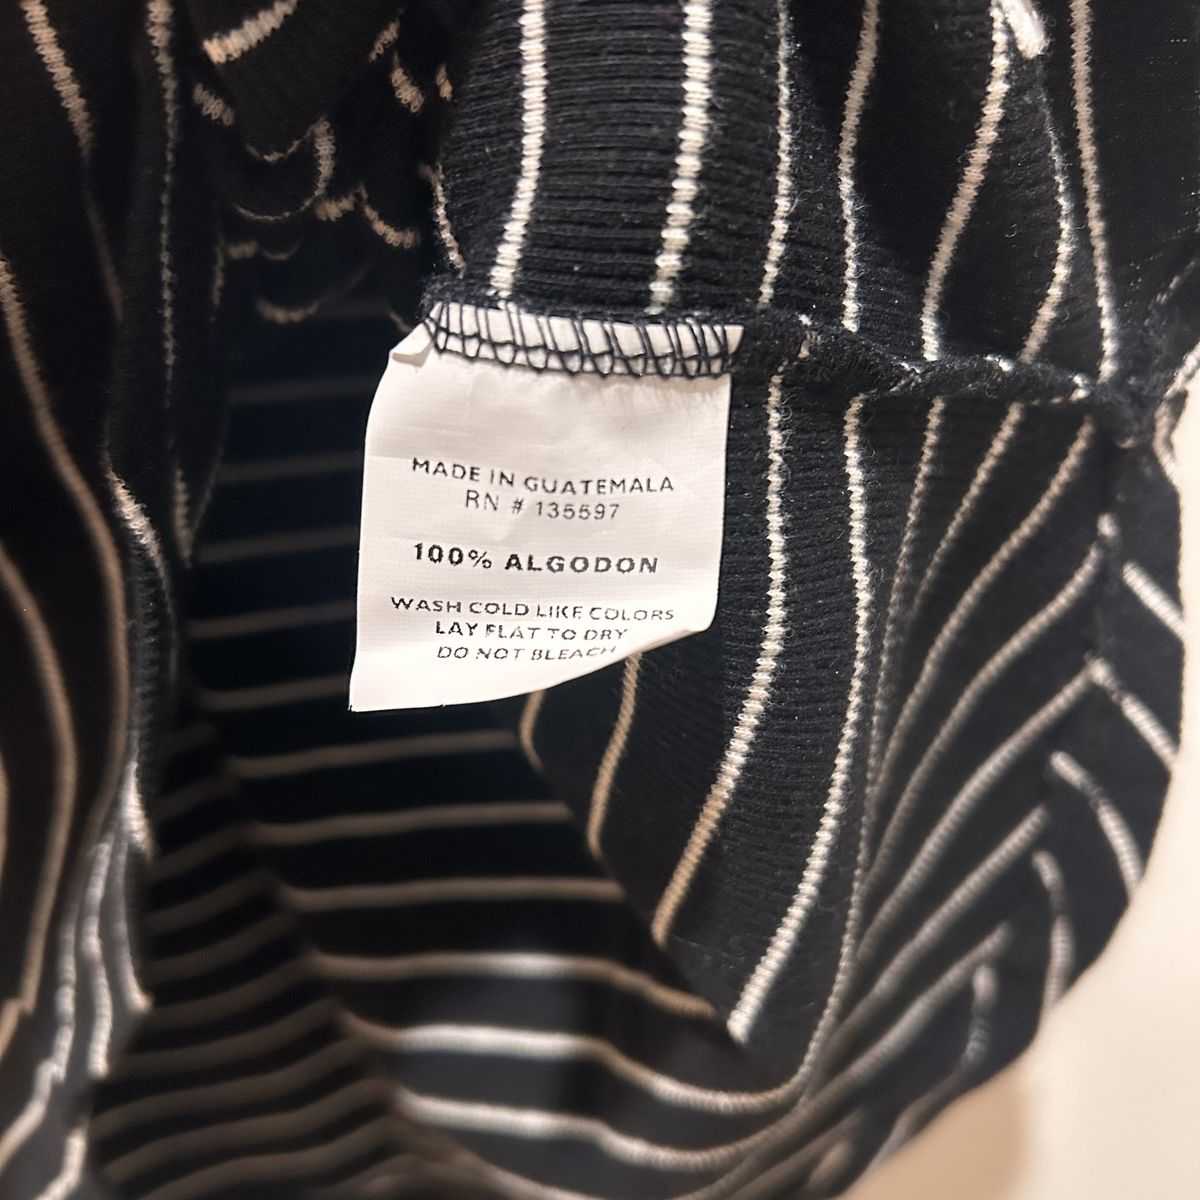 MADE IN GUATEMALA
RN # 135597
100% ALGODON
WASH COLD LIKE COLORS
LAY FLAT TO DRY
DO NOT BLEACH